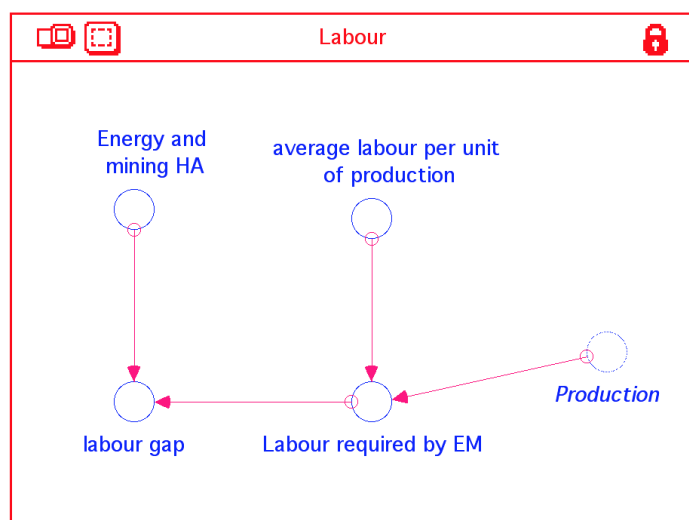 Labour
Energy and
mining HA
average labour per unit
of production
Production
labour gap
Labour required by EM